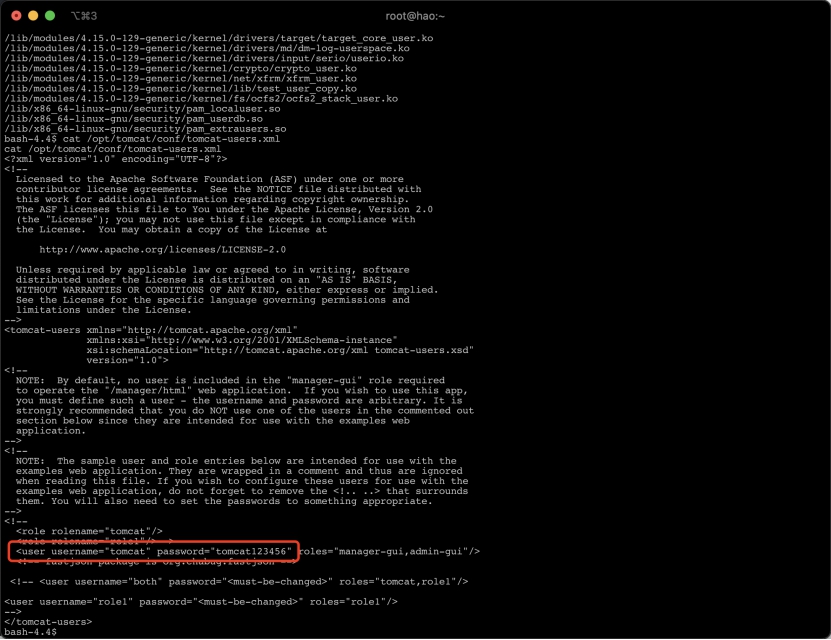 ⌥⌘3
root@hao:~
/lib/modules/4.15.0-129-generic/kernel/drivers/target/target_core_user.ko
/lib/modules/4.15.0-129-generic/kernel/drivers/md/dm-log-userspace.ko
/lib/modules/4.15.0-129-generic/kernel/drivers/input/serio/userio.ko
/lib/modules/4.15.0-129-generic/kernel/crypto/crypto_user.ko
/lib/modules/4.15.0-129-generic/kernel/net/xfrm/xfrm_user.ko
/lib/modules/4.15.0-129-generic/kernel/lib/test_user_copy.ko
/lib/modules/4.15.0-129-generic/kernel/fs/ocfs2/ocfs2_stack_user.ko
/lib/x86_64-linux-gnu/security/pam_localuser.so
/lib/x86_64-linux-gnu/security/pam_userdb.so
/lib/x86_64-linux-gnu/security/pam_extrausers.so
bash-4.4$ cat /opt/tomcat/conf/tomcat-users.xml
cat /opt/tomcat/conf/tomcat-users.xml
<?xml version="1.0" encoding="UTF-8"?>
<!--
  Licensed to the Apache Software Foundation (ASF) under one or more
  contributor license agreements.  See the NOTICE file distributed with
  this work for additional information regarding copyright ownership.
  The ASF licenses this file to You under the Apache License, Version 2.0
  (the "License"); you may not use this file except in compliance with
  the License.  You may obtain a copy of the License at

      http://www.apache.org/licenses/LICENSE-2.0

  Unless required by applicable law or agreed to in writing, software
  distributed under the License is distributed on an "AS IS" BASIS,
  WITHOUT WARRANTIES OR CONDITIONS OF ANY KIND, either express or implied.
  See the License for the specific language governing permissions and
  limitations under the License.
-->
<tomcat-users xmlns="http://tomcat.apache.org/xml"
              xmlns:xsi="http://www.w3.org/2001/XMLSchema-instance"
              xsi:schemaLocation="http://tomcat.apache.org/xml tomcat-users.xsd"
              version="1.0">
<!--
  NOTE:  By default, no user is included in the "manager-gui" role required
  to operate the "/manager/html" web application.  If you wish to use this app,
  you must define such a user - the username and password are arbitrary. It is
  strongly recommended that you do NOT use one of the users in the commented out
  section below since they are intended for use with the examples web
  application.
-->
<!--
  NOTE:  The sample user and role entries below are intended for use with the
  examples web application. They are wrapped in a comment and thus are ignored
  when reading this file. If you wish to configure these users for use with the
  examples web application, do not forget to remove the <!.. ..> that surrounds
  them. You will also need to set the passwords to something appropriate.
-->
<!--
  <role rolename="tomcat"/>
  <role rolename="role1"/> -->
  <user username="tomcat" password="tomcat123456" roles="manager-gui,admin-gui"/>
  <!-- fastjson package is org.chabug.fastjson -->

 <!-- <user username="both" password="<must-be-changed>" roles="tomcat,role1"/>

<user username="role1" password="<must-be-changed>" roles="role1"/>
-->
</tomcat-users>
bash-4.4$